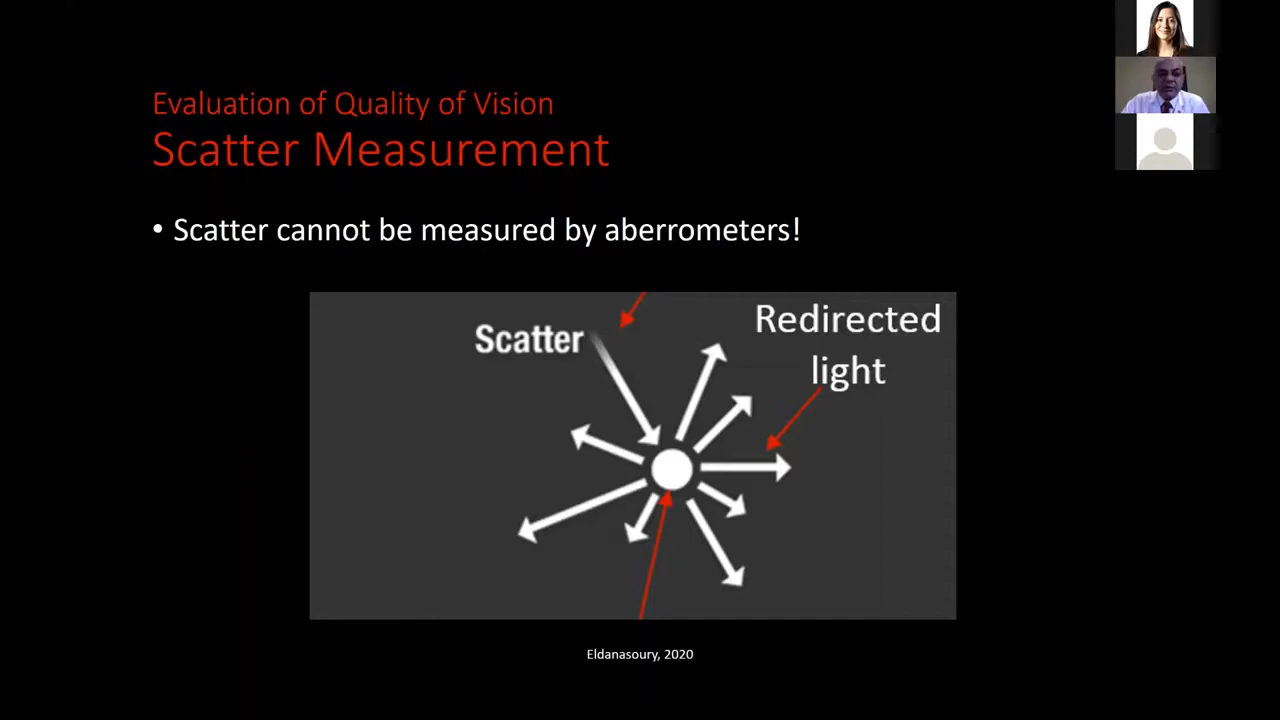 Evaluation of Quality of Vision
Scatter Measurement
• Scatter cannot be measured by aberrometers!
Scatter
Redirected
light
Eldanasoury, 2020